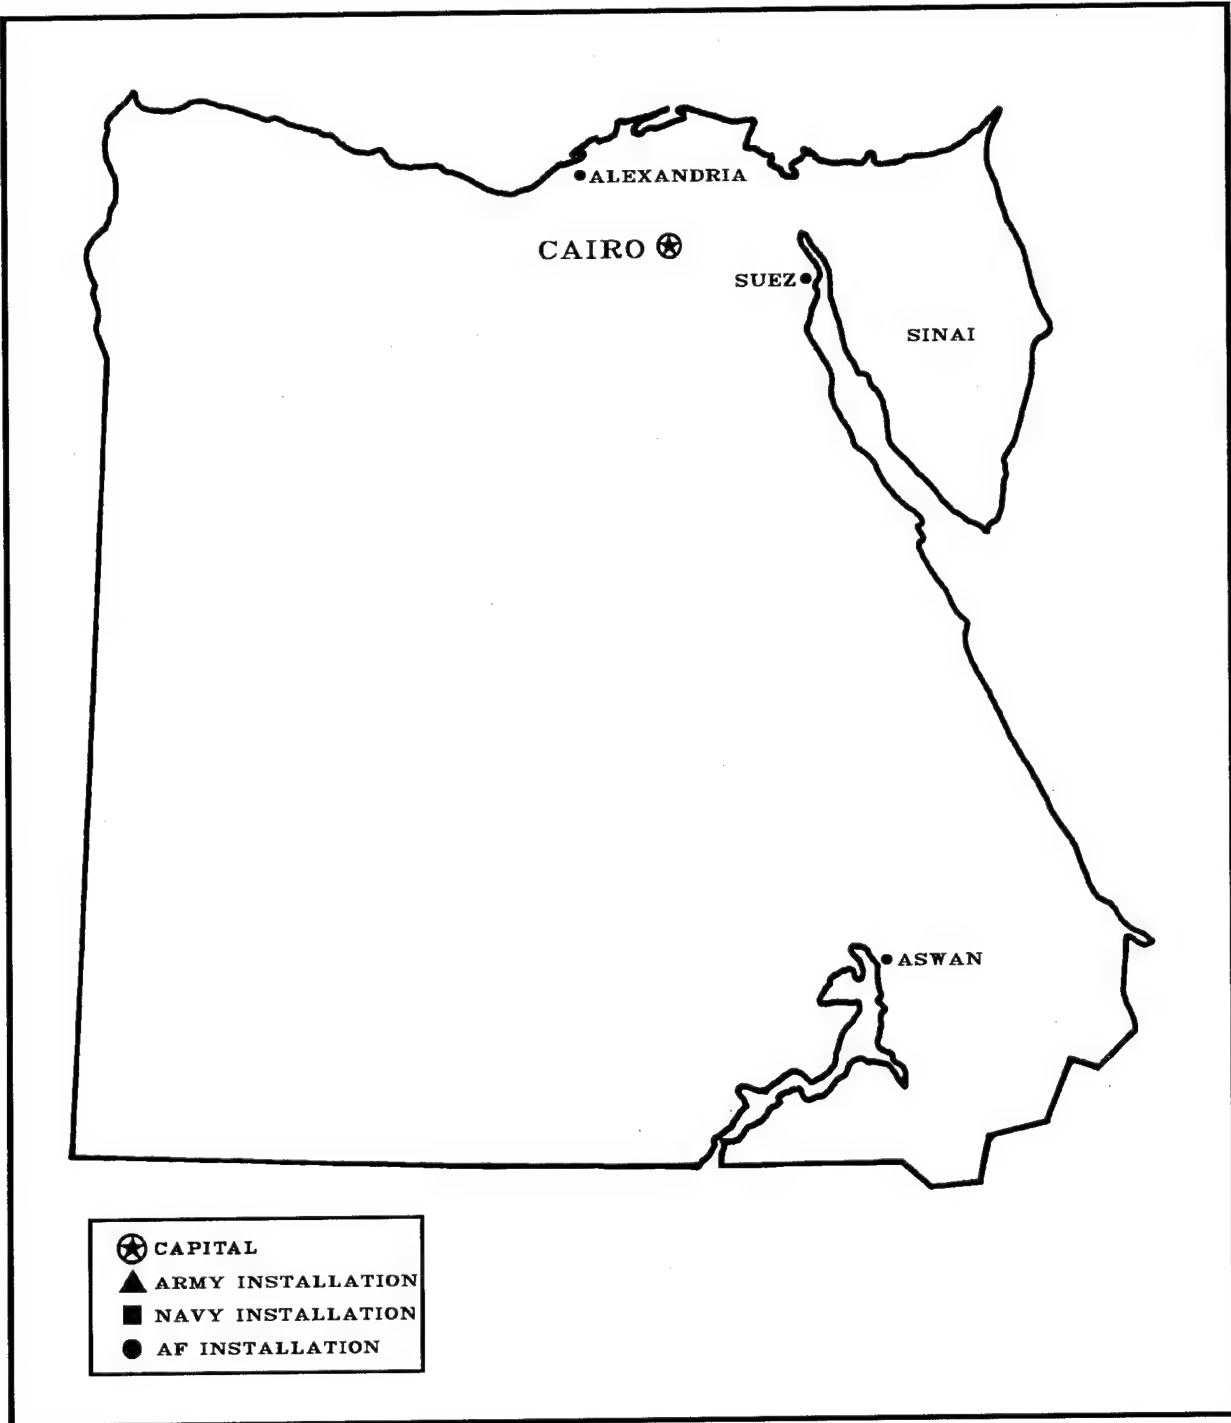 ALEXANDRIA
CAIRO
SUEZ
SINAI
ASWAN
CAPITAL
ARMY INSTALLATION
NAVY INSTALLATION
AF INSTALLATION